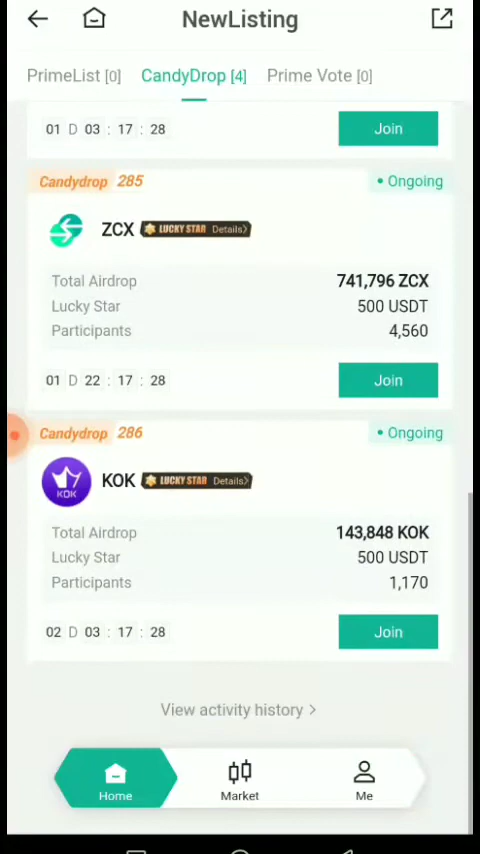 NewListing
PrimeList [0] CandyDrop [4] Prime Vote [0]
01 D 03 : 17 : 28 Join
Candydrop 285 • Ongoing
ZCX LUCKY STAR Details>
Total Airdrop 741,796 ZCX
Lucky Star 500 USDT
Participants 4,560
01 D 22 : 17 : 28 Join
Candydrop 286 • Ongoing
KOK KOK LUCKY STAR Details>
Total Airdrop 143,848 KOK
Lucky Star 500 USDT
Participants 1,170
02 D 03 : 17 : 28 Join
View activity history >
Home Market Me